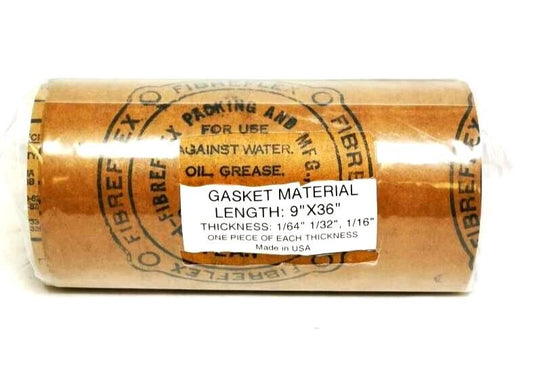 FIBREFLEX
FIBREFLEX PACKING AND MFG.
FOR USE
AGAINST WATER.
OIL, GREASE.
GASKET MATERIAL
LENGTH: 9"X36"
THICKNESS: 1/64" 1/32", 1/16"
ONE PIECE OF EACH THICKNESS
Made in USA
FIBREFLEX
FIBREFLEX
FIBREFLEX